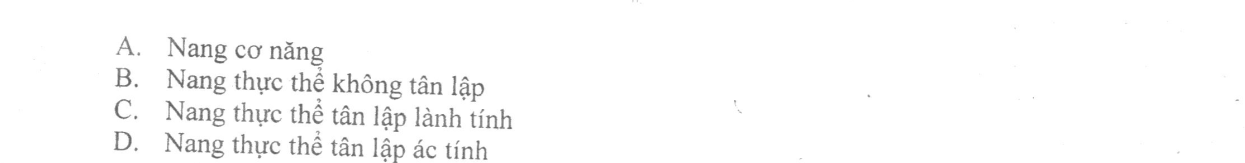 A. Nang cơ năng
B. Nang thực thể không tân lập
C. Nang thực thể tân lập lành tính
D. Nang thực thể tân lập ác tính